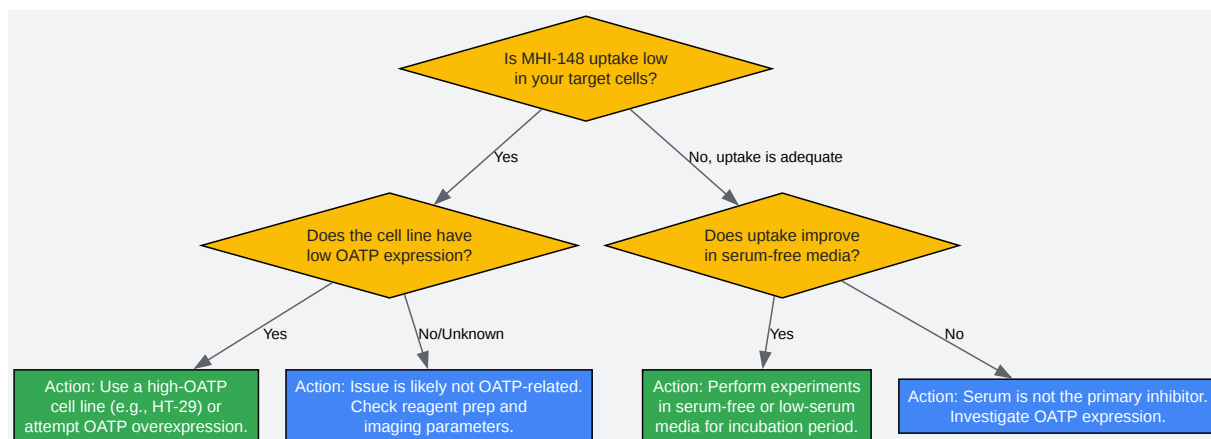 Is MHI-148 uptake low
in your target cells?
Yes
No, uptake is adequate
Does the cell line have
low OATP expression?
Does uptake improve
in serum-free media?
Yes
No/Unknown
Yes
No
Action: Use a high-OATP
cell line (e.g., HT-29) or
attempt OATP overexpression.
Action: Issue is likely not OATP-related.
Check reagent prep and
imaging parameters.
Action: Perform experiments
in serum-free or low-serum
media for incubation period.
Action: Serum is not the primary inhibitor.
Investigate OATP expression.